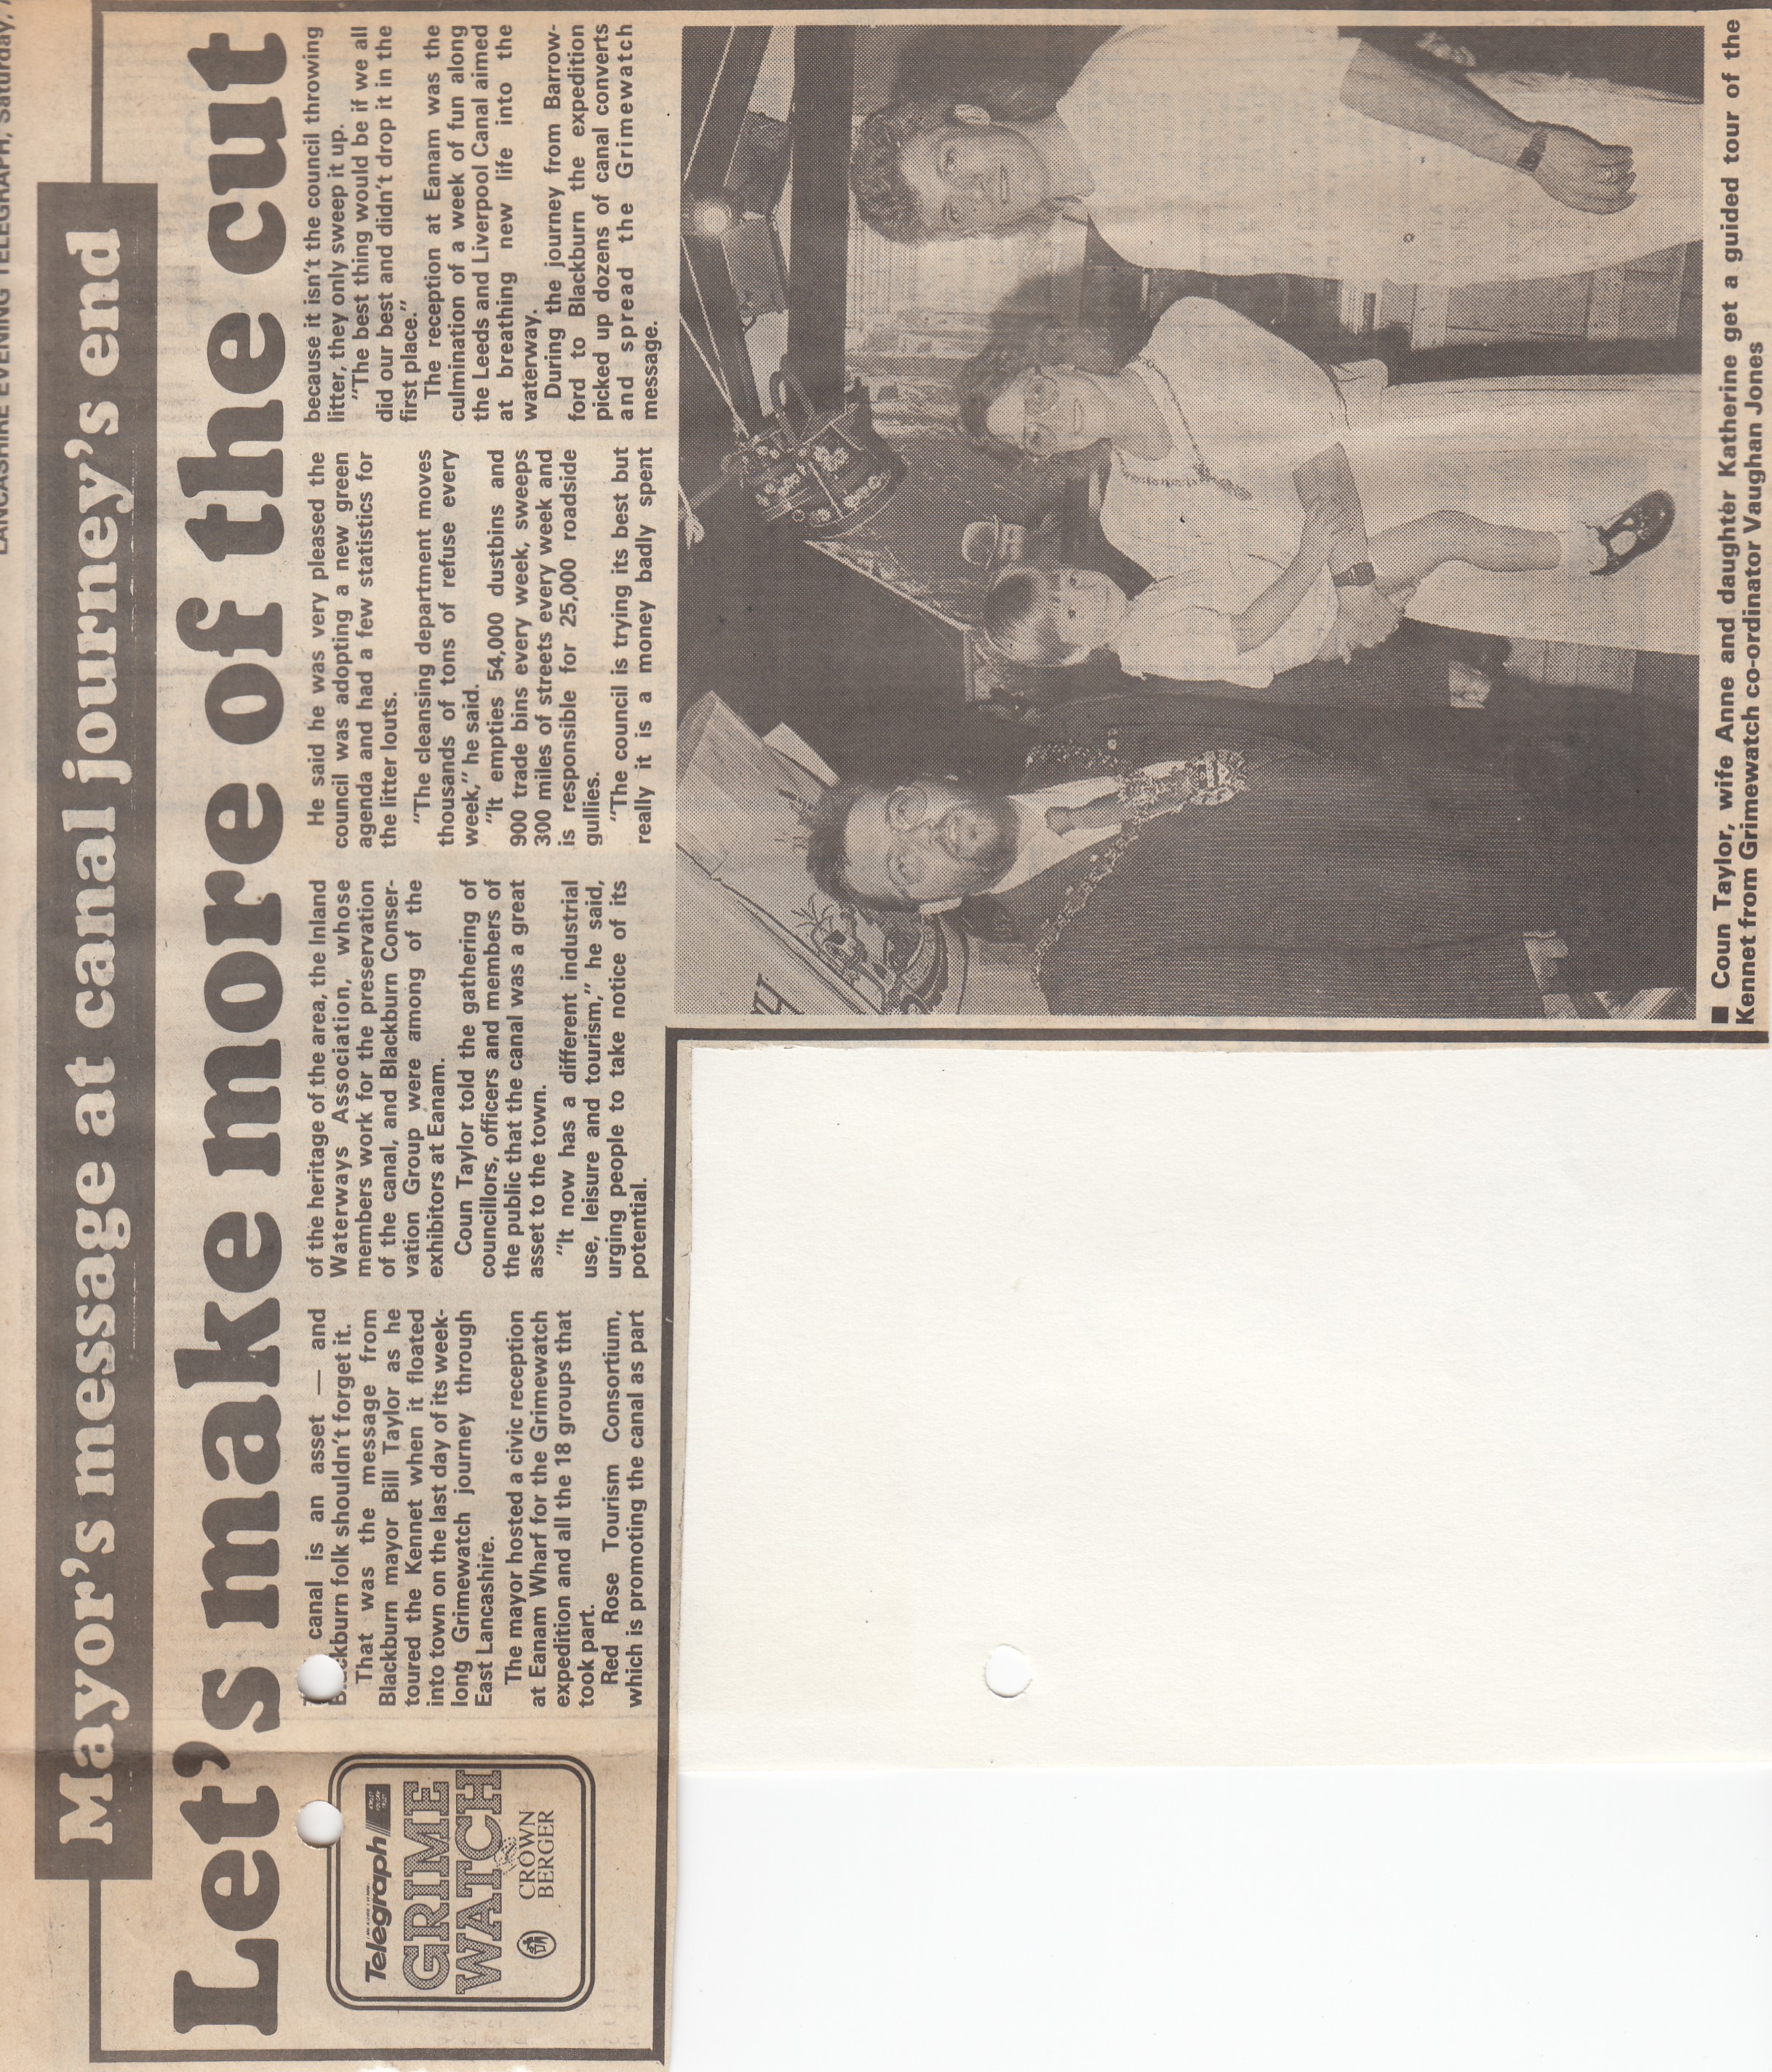 LANCASHIRE EVENING TELEGRAPH, Saturday,
Mayor's message at canal journey's end
Let's make more of the cut
Telegraph
GRIME
WATCH
CROWN
BERGER
canal is an asset — and
Blackburn folk shouldn't forget it.
That was the message from
Blackburn mayor Bill Taylor as he
toured the Kennet when it floated
into town on the last day of its week-
long Grimewatch journey through
East Lancashire.
The mayor hosted a civic reception
at Eanam Wharf for the Grimewatch
expedition and all the 18 groups that
took part.
Red Rose Tourism Consortium,
which is promoting the canal as part
of the heritage of the area, the Inland
Waterways Association, whose
members work for the preservation
of the canal, and Blackburn Conser-
vation Group were among of the
exhibitors at Eanam.
Coun Taylor told the gathering of
councillors, officers and members of
the public that the canal was a great
asset to the town.
"It now has a different industrial
use, leisure and tourism," he said,
urging people to take notice of its
potential.
He said he was very pleased the
council was adopting a new green
agenda and had a few statistics for
the litter louts.
"The cleansing department moves
thousands of tons of refuse every
week," he said.
"It empties 54,000 dustbins and
900 trade bins every week, sweeps
300 miles of streets every week and
is responsible for 25,000 roadside
gullies.
"The council is trying its best but
really it is a money badly spent
because it isn't the council throwing
litter, they only sweep it up.
"The best thing would be if we all
did our best and didn't drop it in the
first place."
The reception at Eanam was the
culmination of a week of fun along
the Leeds and Liverpool Canal aimed
at breathing new life into the
waterway.
During the journey from Barrow-
ford to Blackburn the expedition
picked up dozens of canal converts
and spread the Grimewatch
message.
■ Coun Taylor, wife Anne and daughter Katherine get a guided tour of the
Kennet from Grimewatch co-ordinator Vaughan Jones